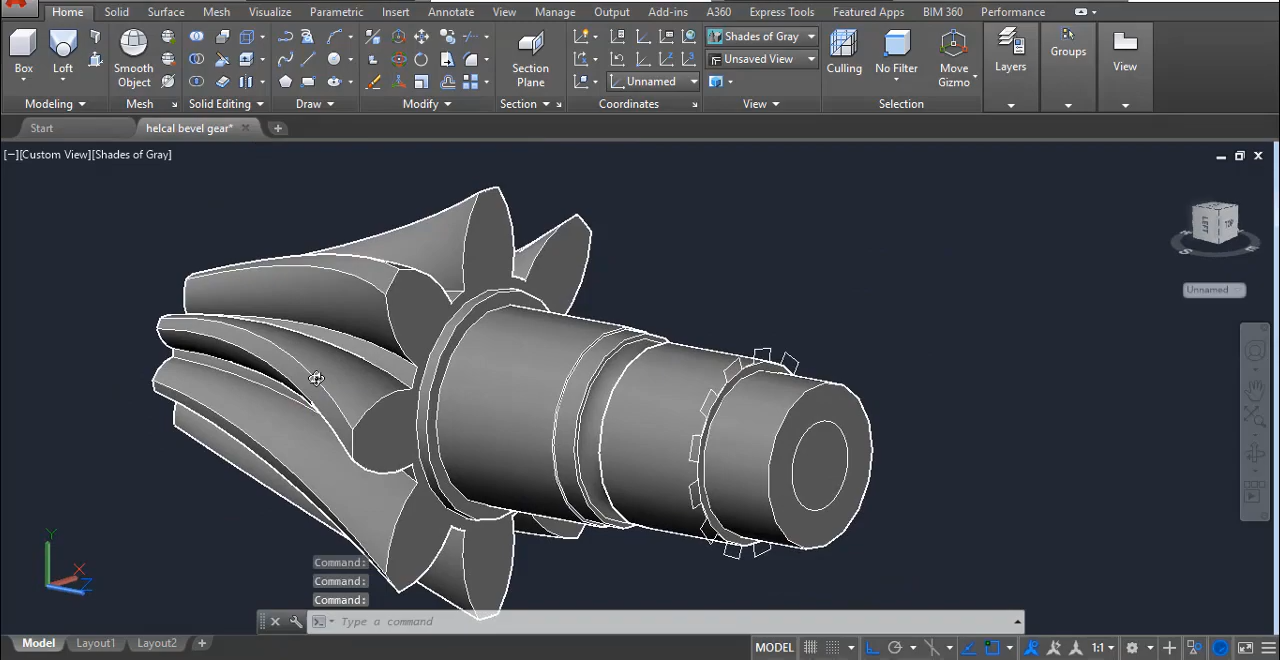 Home Solid Surface Mesh Visualize Parametric Insert Annotate View Manage Output Add-ins A360 Express Tools Featured Apps BIM 360 Performance
Box
Loft
Smooth
Object
Section
Plane
Shades of Gray
Unsaved View
Unnamed
Culling
No Filter
Move
Gizmo
Layers
Groups
View
Modeling Mesh Solid Editing Draw Modify Section Coordinates View Selection
Start helcal bevel gear*
[−][Custom View][Shades of Gray]
LEFT TOP
S
E
Unnamed
Y
X
Z
Command:
Command:
Command:
Type a command
Model Layout1 Layout2
MODEL 1:1